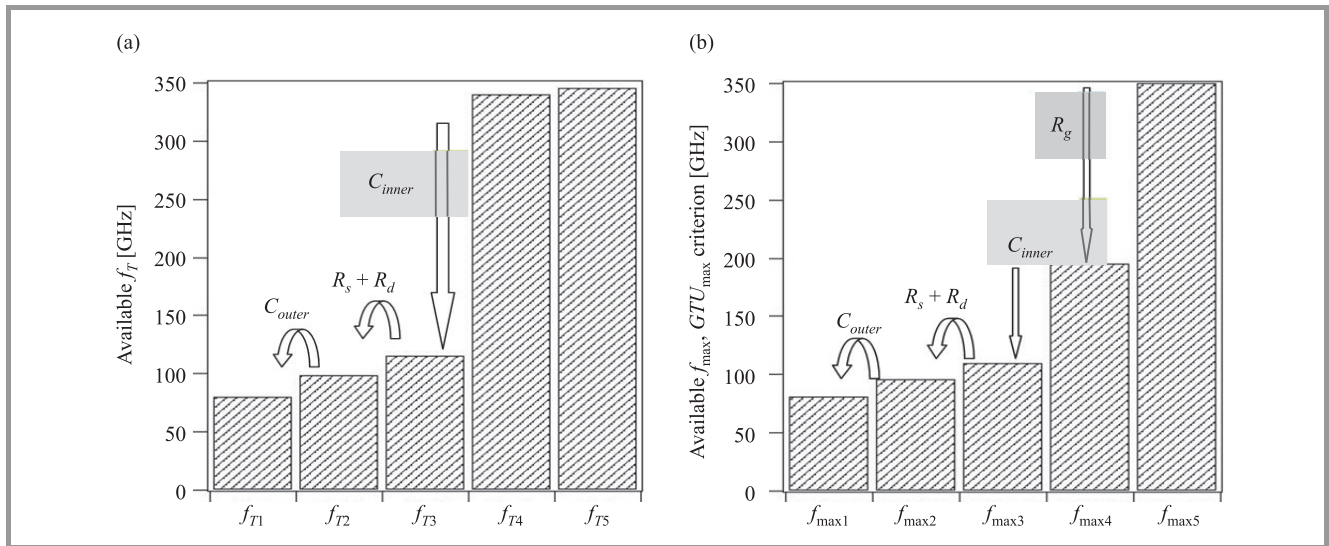 (a)
Available f_T [GHz]
350
300
250
200
150
100
50
0
C_inner
R_s + R_d
C_outer
f_T1 f_T2 f_T3 f_T4 f_T5
(b)
Available f_max, GTU_max criterion [GHz]
350
300
250
200
150
100
50
0
R_g
C_inner
R_s + R_d
C_outer
f_max1 f_max2 f_max3 f_max4 f_max5